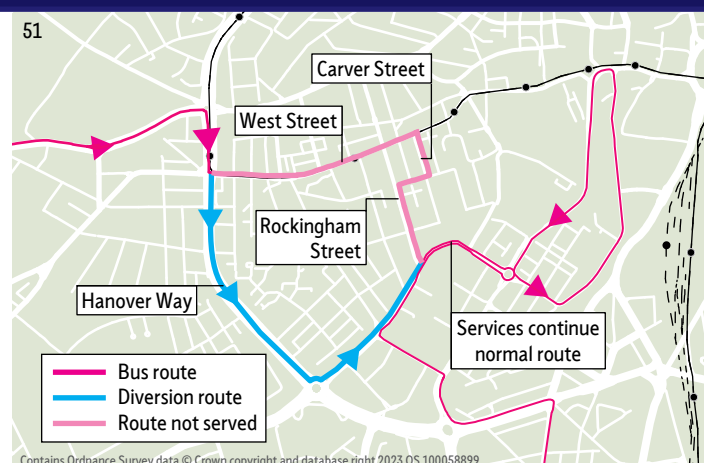 51
Carver Street
West Street
Rockingham
Street
Hanover Way
Services continue
normal route
Bus route
Diversion route
Route not served
Contains Ordnance Survey data © Crown copyright and database right 2023 OS 100058899